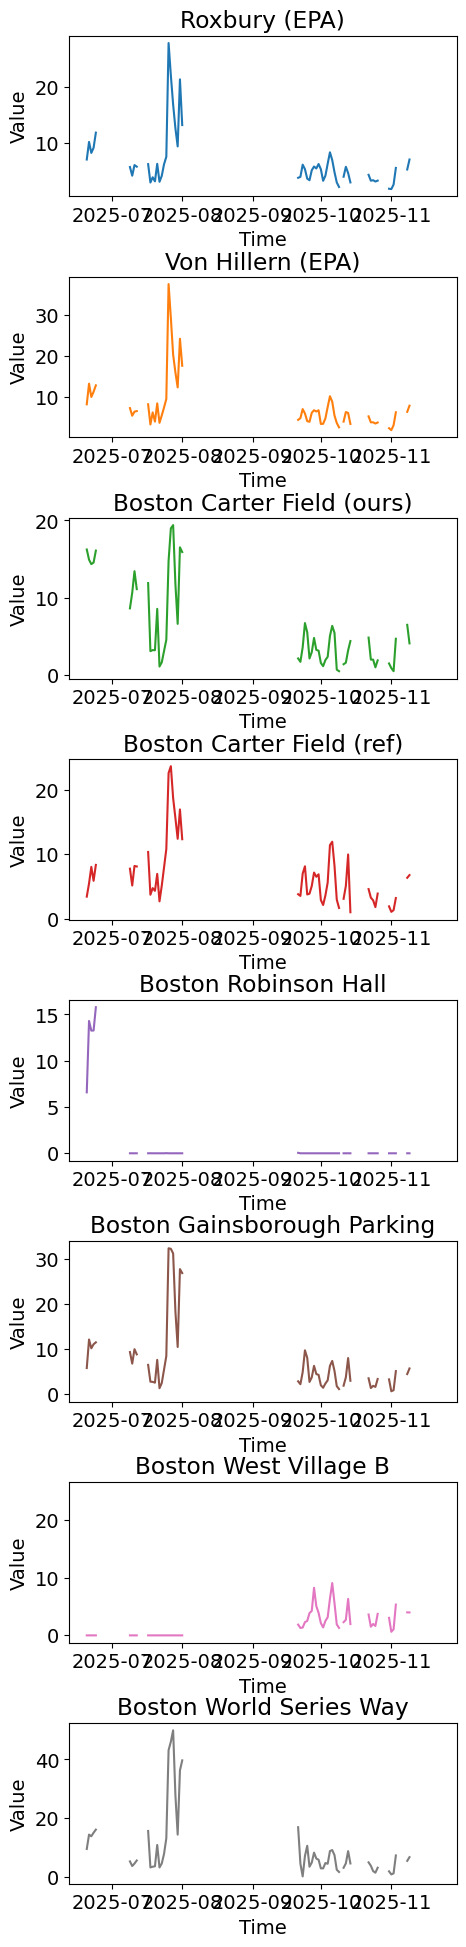 Roxbury (EPA)
20
10
Value
2025-07 2025-08 2025-09 2025-10 2025-11
Time
Von Hillern (EPA)
30
20
10
Value
2025-07 2025-08 2025-09 2025-10 2025-11
Time
Boston Carter Field (ours)
20
10
0
Value
2025-07 2025-08 2025-09 2025-10 2025-11
Time
Boston Carter Field (ref)
20
10
0
Value
2025-07 2025-08 2025-09 2025-10 2025-11
Time
Boston Robinson Hall
15
10
5
0
Value
2025-07 2025-08 2025-09 2025-10 2025-11
Time
Boston Gainsborough Parking
30
20
10
0
Value
2025-07 2025-08 2025-09 2025-10 2025-11
Time
Boston West Village B
20
10
0
Value
2025-07 2025-08 2025-09 2025-10 2025-11
Time
Boston World Series Way
40
20
0
Value
2025-07 2025-08 2025-09 2025-10 2025-11
Time